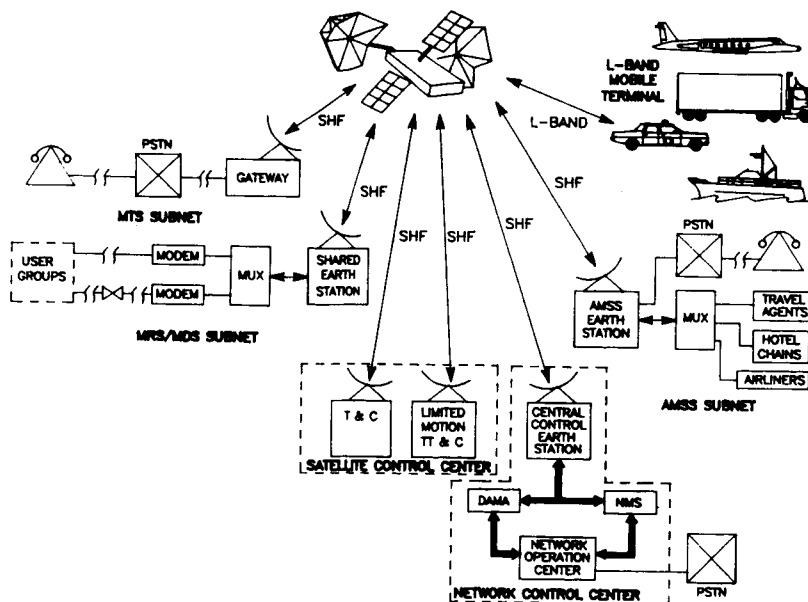 L-BAND
MOBILE
TERMINAL
SHF
L-BAND
PSTN
GATEWAY
MTS SUBNET
SHF
SHF
SHF
SHF
SHF
PSTN
USER
GROUPS
MODEM
MODEM
MUX
SHARED
EARTH
STATION
MRS/MDS SUBNET
AMSS
EARTH
STATION
MUX
TRAVEL
AGENTS
HOTEL
CHAINS
AIRLINERS
AMSS SUBNET
T & C
LIMITED
MOTION
TT & C
SATELLITE CONTROL CENTER
CENTRAL
CONTROL
EARTH
STATION
DAMA
NMS
NETWORK
OPERATION
CENTER
NETWORK CONTROL CENTER
PSTN